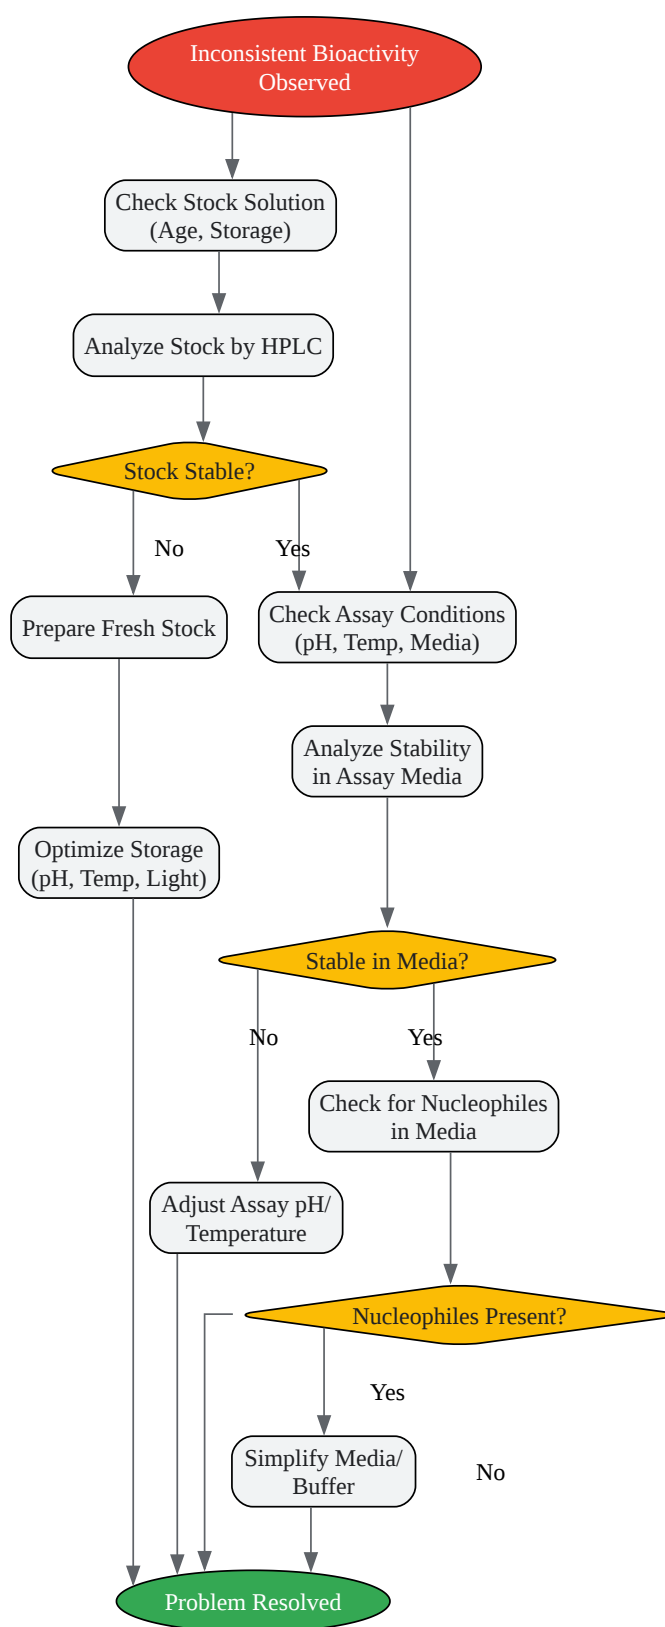 Inconsistent Bioactivity
Observed
Check Stock Solution
(Age, Storage)
Analyze Stock by HPLC
Stock Stable?
No
Yes
Prepare Fresh Stock
Check Assay Conditions
(pH, Temp, Media)
Analyze Stability
in Assay Media
Optimize Storage
(pH, Temp, Light)
Stable in Media?
No
Yes
Check for Nucleophiles
in Media
Adjust Assay pH/
Temperature
Nucleophiles Present?
Yes
Simplify Media/
Buffer
No
Problem Resolved